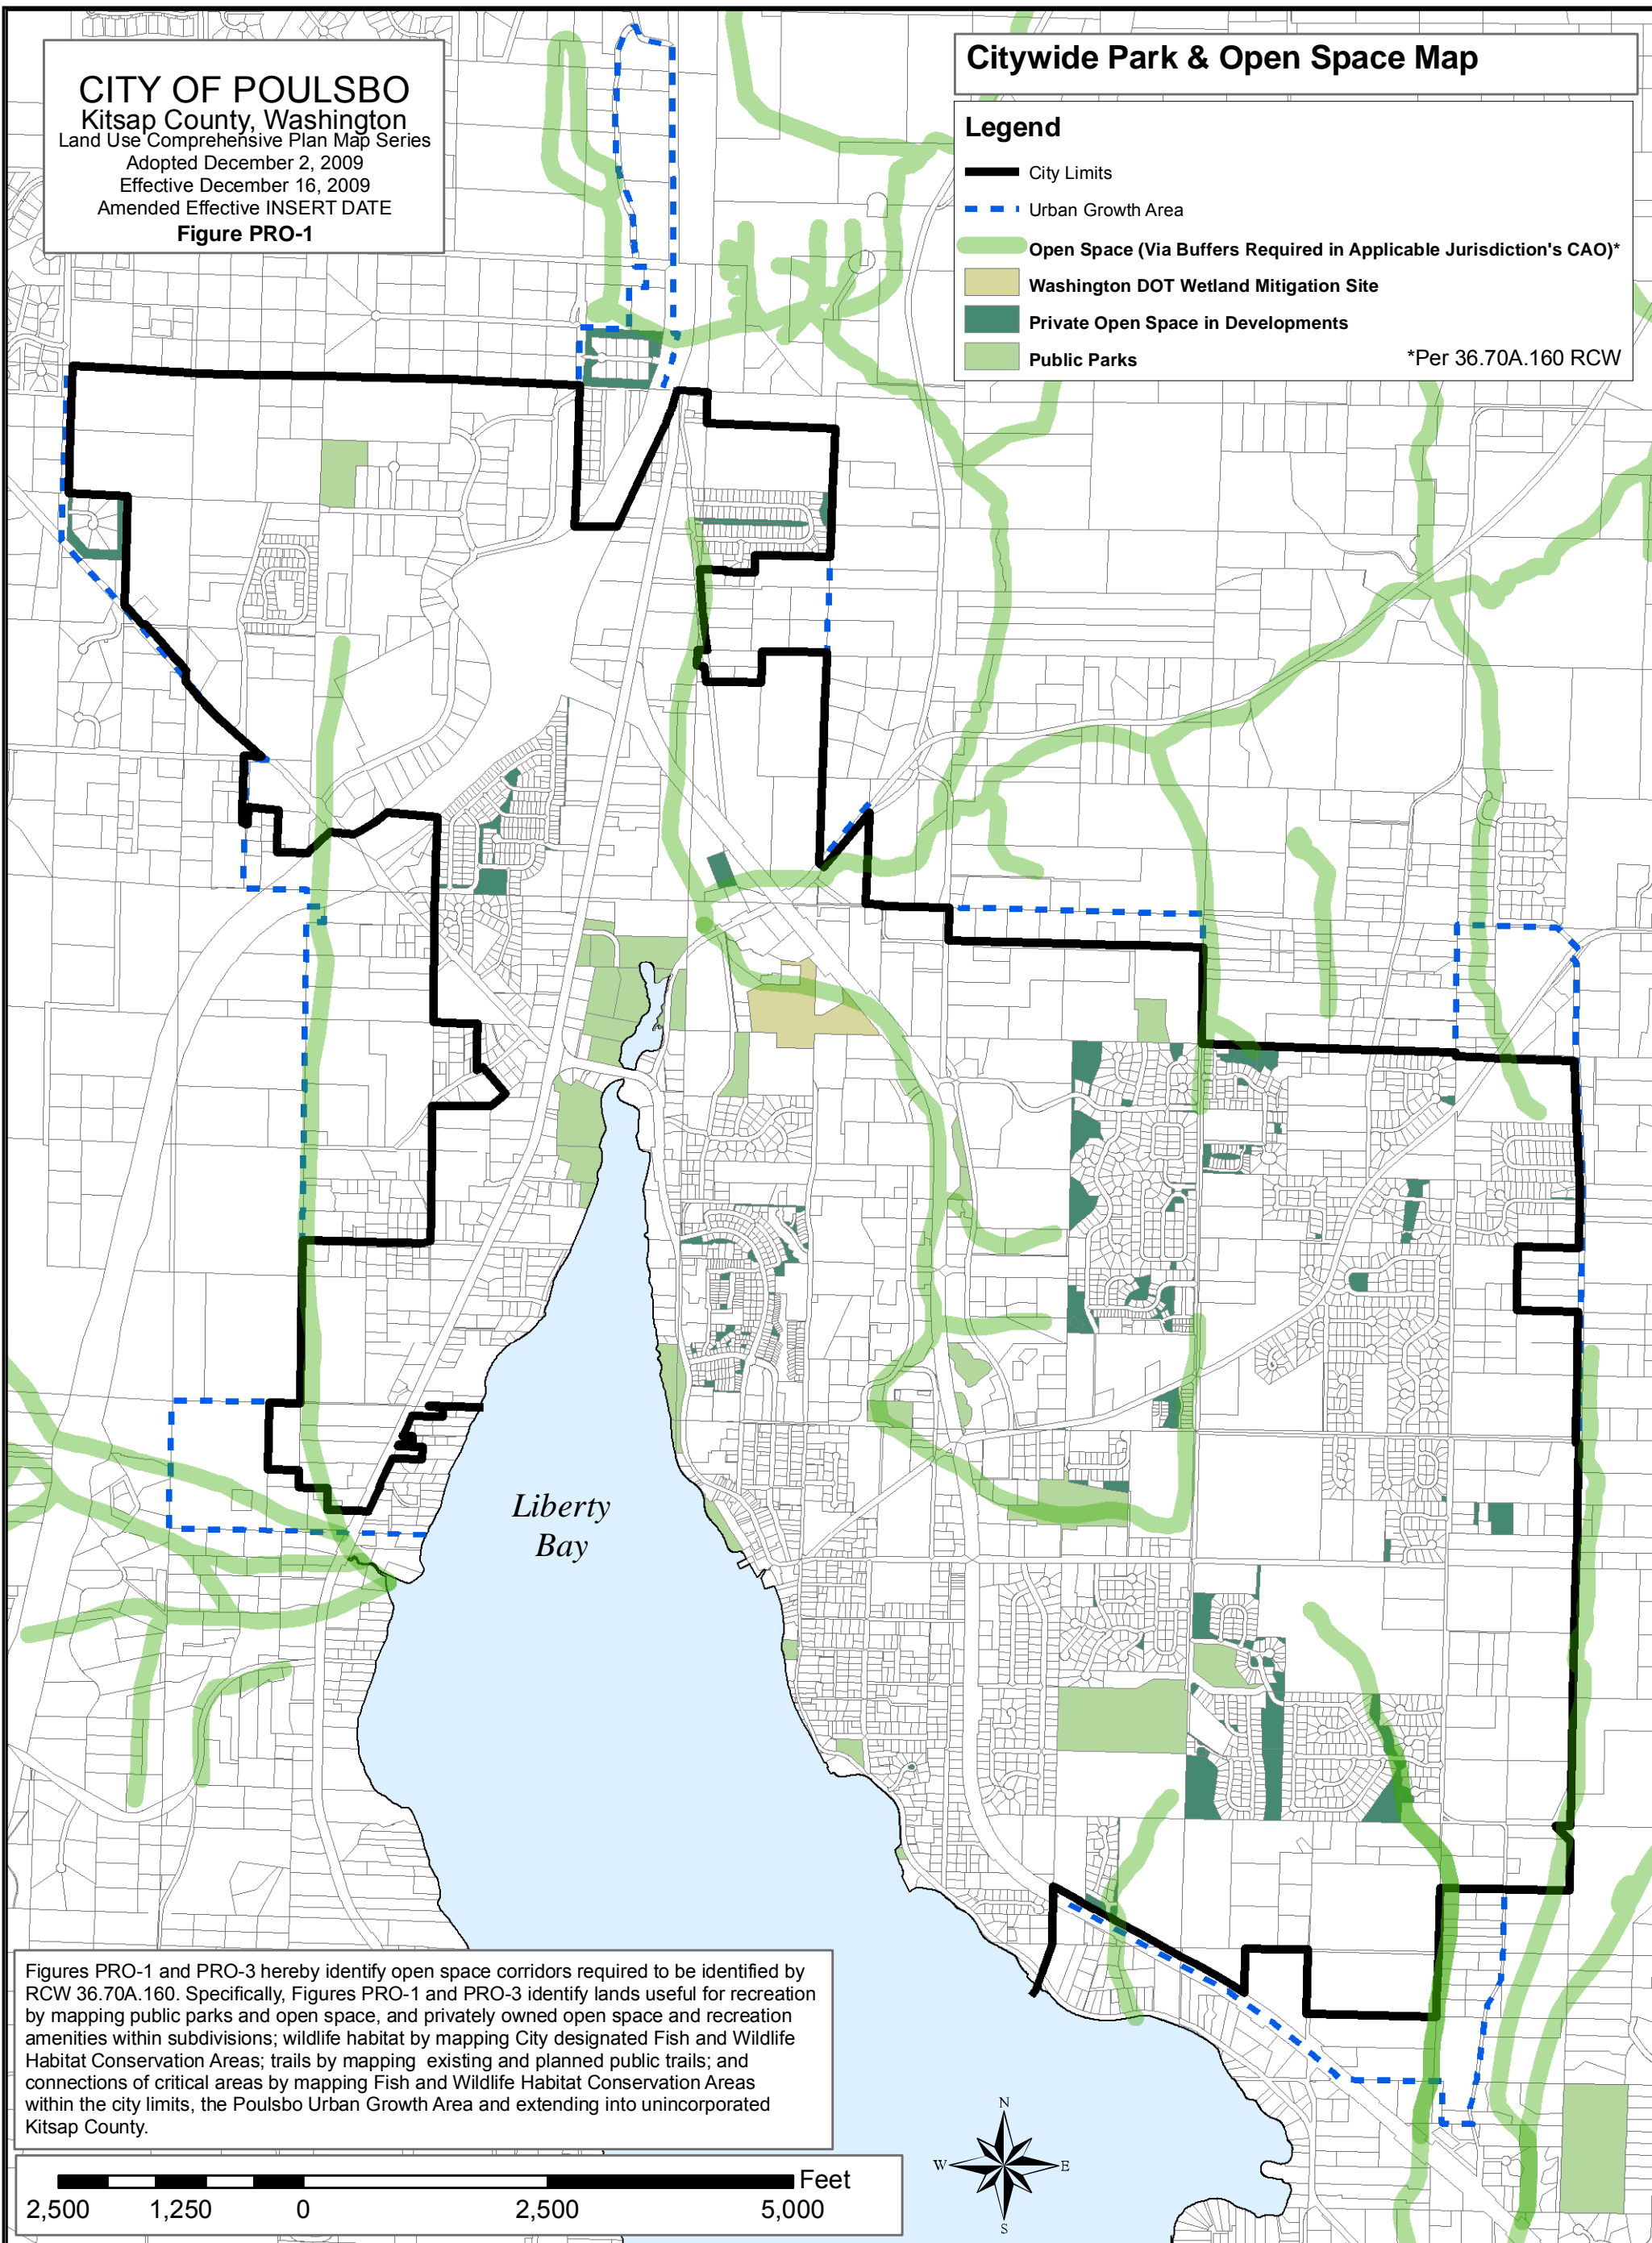 CITY OF POULSBO
Kitsap County, Washington
Land Use Comprehensive Plan Map Series
Adopted December 2, 2009
Effective December 16, 2009
Amended Effective INSERT DATE
Figure PRO-1
Citywide Park & Open Space Map
Legend
City Limits
Urban Growth Area
Open Space (Via Buffers Required in Applicable Jurisdiction's CAO)*
Washington DOT Wetland Mitigation Site
Private Open Space in Developments
Public Parks
*Per 36.70A.160 RCW
Liberty
Bay
Figures PRO-1 and PRO-3 hereby identify open space corridors required to be identified by
RCW 36.70A.160. Specifically, Figures PRO-1 and PRO-3 identify lands useful for recreation
by mapping public parks and open space, and privately owned open space and recreation
amenities within subdivisions; wildlife habitat by mapping City designated Fish and Wildlife
Habitat Conservation Areas; trails by mapping existing and planned public trails; and
connections of critical areas by mapping Fish and Wildlife Habitat Conservation Areas
within the city limits, the Poulsbo Urban Growth Area and extending into unincorporated
Kitsap County.
N
W E
S
Feet
2,500 1,250 0 2,500 5,000